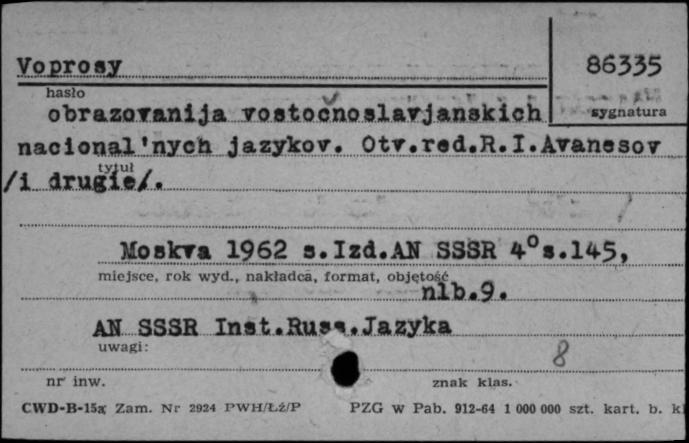 Voprosy
86335
hasło
obrazovanija vostočnoslavjanskich
sygnatura
nacional'nych jazykov. Otv.red.R.I.Avanesov
tytuł
/i drugie/.
Moskva 1962 s.Izd.AN SSSR 4°s.145,
miejsce, rok wyd., nakładca, format, objętość
nlb.9.
AN SSSR Inst.Russ.Jazyka
uwagi:
8
nr inw.
znak klas.
CWD-B-15a Zam. Nr 2924 PWH/Łź/P PZG w Pab. 912-64 1 000 000 szt. kart. b. kl